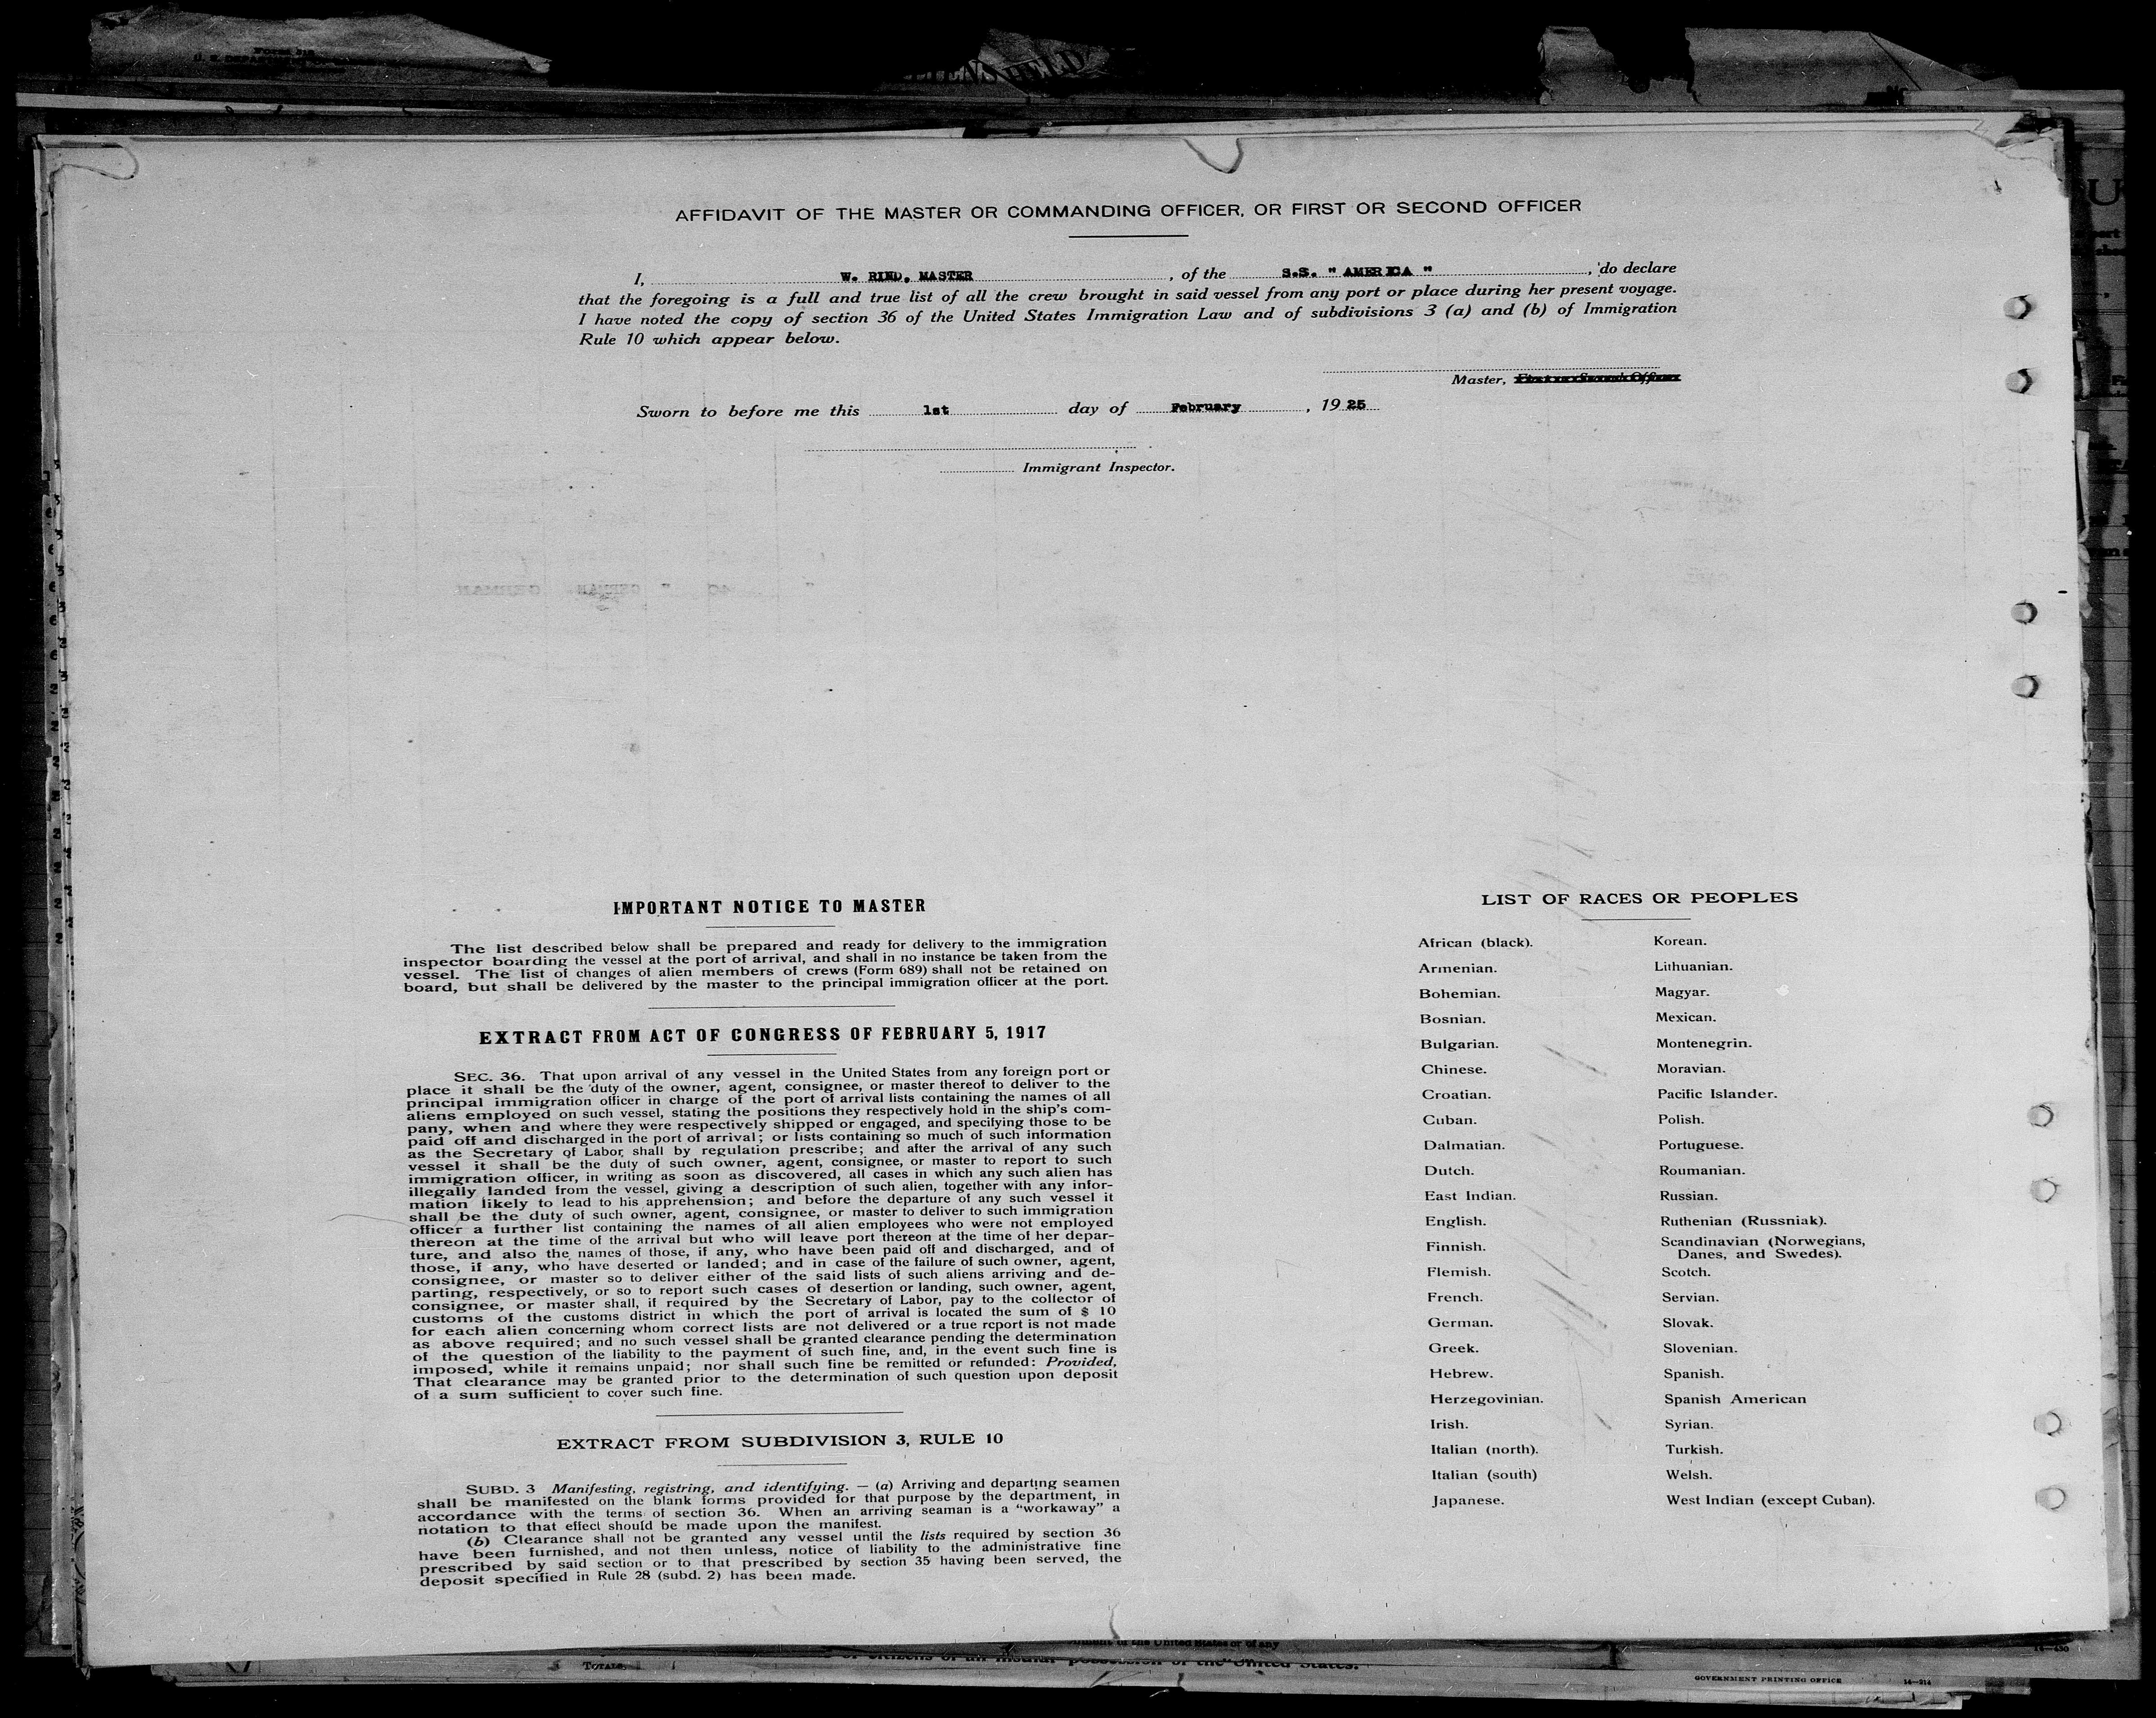 AFFIDAVIT OF THE MASTER OR COMMANDING OFFICER, OR FIRST OR SECOND OFFICER
I, W. RIND, MASTER, of the S.S. " AMERICA ", do declare
that the foregoing is a full and true list of all the crew brought in said vessel from any port or place during her present voyage.
I have noted the copy of section 36 of the United States Immigration Law and of subdivisions 3 (a) and (b) of Immigration
Rule 10 which appear below.
Master, First or Second Officer
Sworn to before me this 1st day of February, 1925
Immigrant Inspector.
IMPORTANT NOTICE TO MASTER
The list described below shall be prepared and ready for delivery to the immigration
inspector boarding the vessel at the port of arrival, and shall in no instance be taken from the
vessel. The list of changes of alien members of crews (Form 689) shall not be retained on
board, but shall be delivered by the master to the principal immigration officer at the port.
EXTRACT FROM ACT OF CONGRESS OF FEBRUARY 5, 1917
SEC. 36. That upon arrival of any vessel in the United States from any foreign port or
place it shall be the duty of the owner, agent, consignee, or master thereof to deliver to the
principal immigration officer in charge of the port of arrival lists containing the names of all
aliens employed on such vessel, stating the positions they respectively hold in the ship's com-
pany, when and where they were respectively shipped or engaged, and specifying those to be
paid off and discharged in the port of arrival; or lists containing so much of such information
as the Secretary of Labor shall by regulation prescribe; and after the arrival of any such
vessel it shall be the duty of such owner, agent, consignee, or master to report to such
immigration officer, in writing as soon as discovered, all cases in which any such alien has
illegally landed from the vessel, giving a description of such alien, together with any infor-
mation likely to lead to his apprehension; and before the departure of any such vessel it
shall be the duty of such owner, agent, consignee, or master to deliver to such immigration
officer a further list containing the names of all alien employees who were not employed
thereon at the time of the arrival but who will leave port thereon at the time of her depar-
ture, and also the names of those, if any, who have been paid off and discharged, and of
those, if any, who have deserted or landed; and in case of the failure of such owner, agent,
consignee, or master so to deliver either of the said lists of such aliens arriving and de-
parting, respectively, or so to report such cases of desertion or landing, such owner, agent,
consignee, or master shall, if required by the Secretary of Labor, pay to the collector of
customs of the customs district in which the port of arrival is located the sum of $ 10
for each alien concerning whom correct lists are not delivered or a true report is not made
as above required; and no such vessel shall be granted clearance pending the determination
of the question of the liability to the payment of such fine, and, in the event such fine is
imposed, while it remains unpaid; nor shall such fine be remitted or refunded: Provided,
That clearance may be granted prior to the determination of such question upon deposit
of a sum sufficient to cover such fine.
EXTRACT FROM SUBDIVISION 3, RULE 10
SUBD. 3 Manifesting, registring, and identifying. — (a) Arriving and departing seamen
shall be manifested on the blank forms provided for that purpose by the department, in
accordance with the terms of section 36. When an arriving seaman is a "workaway" a
notation to that effect should be made upon the manifest.
(b) Clearance shall not be granted any vessel until the lists required by section 36
have been furnished, and not then unless, notice of liability to the administrative fine
prescribed by said section or to that prescribed by section 35 having been served, the
deposit specified in Rule 28 (subd. 2) has been made.
LIST OF RACES OR PEOPLES
African (black).
Armenian.
Bohemian.
Bosnian.
Bulgarian.
Chinese.
Croatian.
Cuban.
Dalmatian.
Dutch.
East Indian.
English.
Finnish.
Flemish.
French.
German.
Greek.
Hebrew.
Herzegovinian.
Irish.
Italian (north).
Italian (south)
Japanese.
Korean.
Lithuanian.
Magyar.
Mexican.
Montenegrin.
Moravian.
Pacific Islander.
Polish.
Portuguese.
Roumanian.
Russian.
Ruthenian (Russniak).
Scandinavian (Norwegians,
Danes, and Swedes).
Scotch.
Servian.
Slovak.
Slovenian.
Spanish.
Spanish American
Syrian.
Turkish.
Welsh.
West Indian (except Cuban).
of the United States or of any
possession of the United States.
TOTALS
GOVERNMENT PRINTING OFFICE